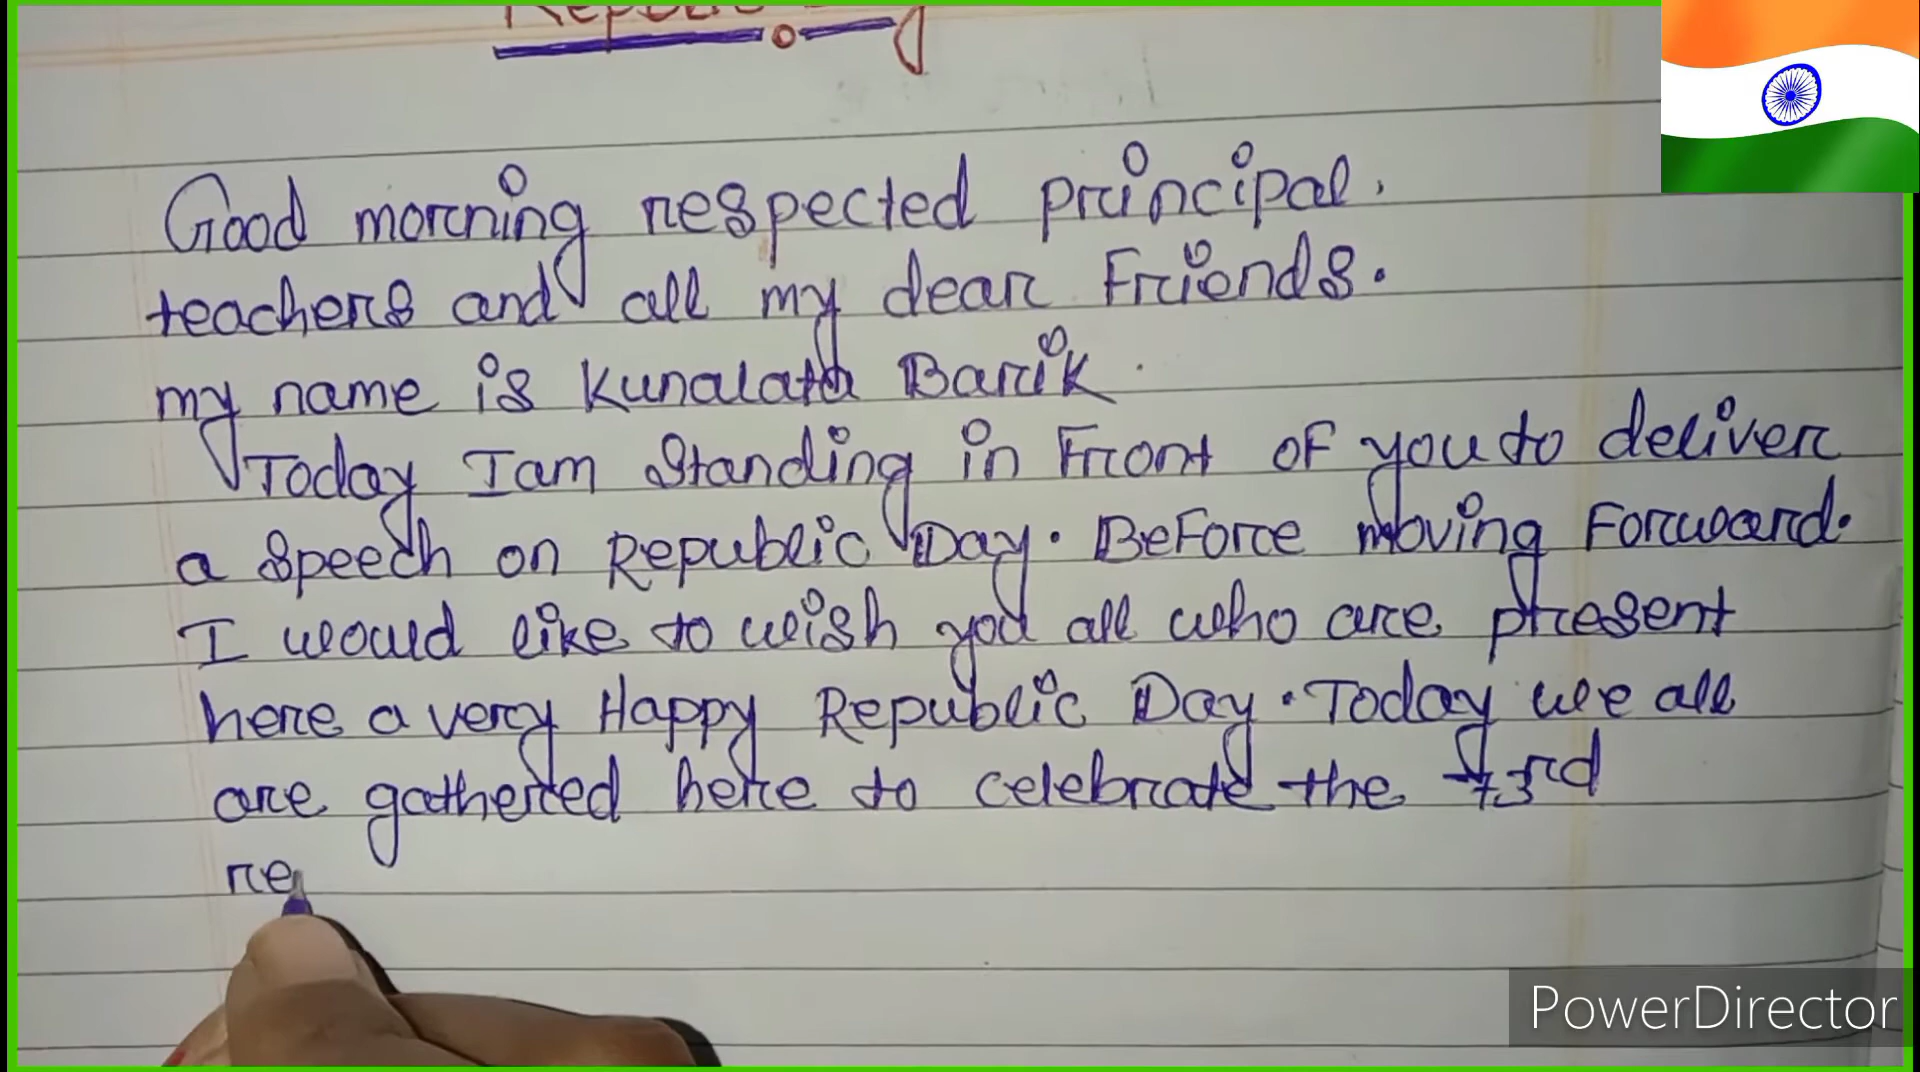 Republic Day
Good morning respected principal,
teachers and all my dear Friends.
my name is Kunalata Barik.
Today I am Standing in Front of you to deliver
a Speech on Republic Day. Before moving Forward.
I would like to wish you all who are present
here a very Happy Republic Day. Today we all
are gathered here to celebrate the 73rd
re
PowerDirector